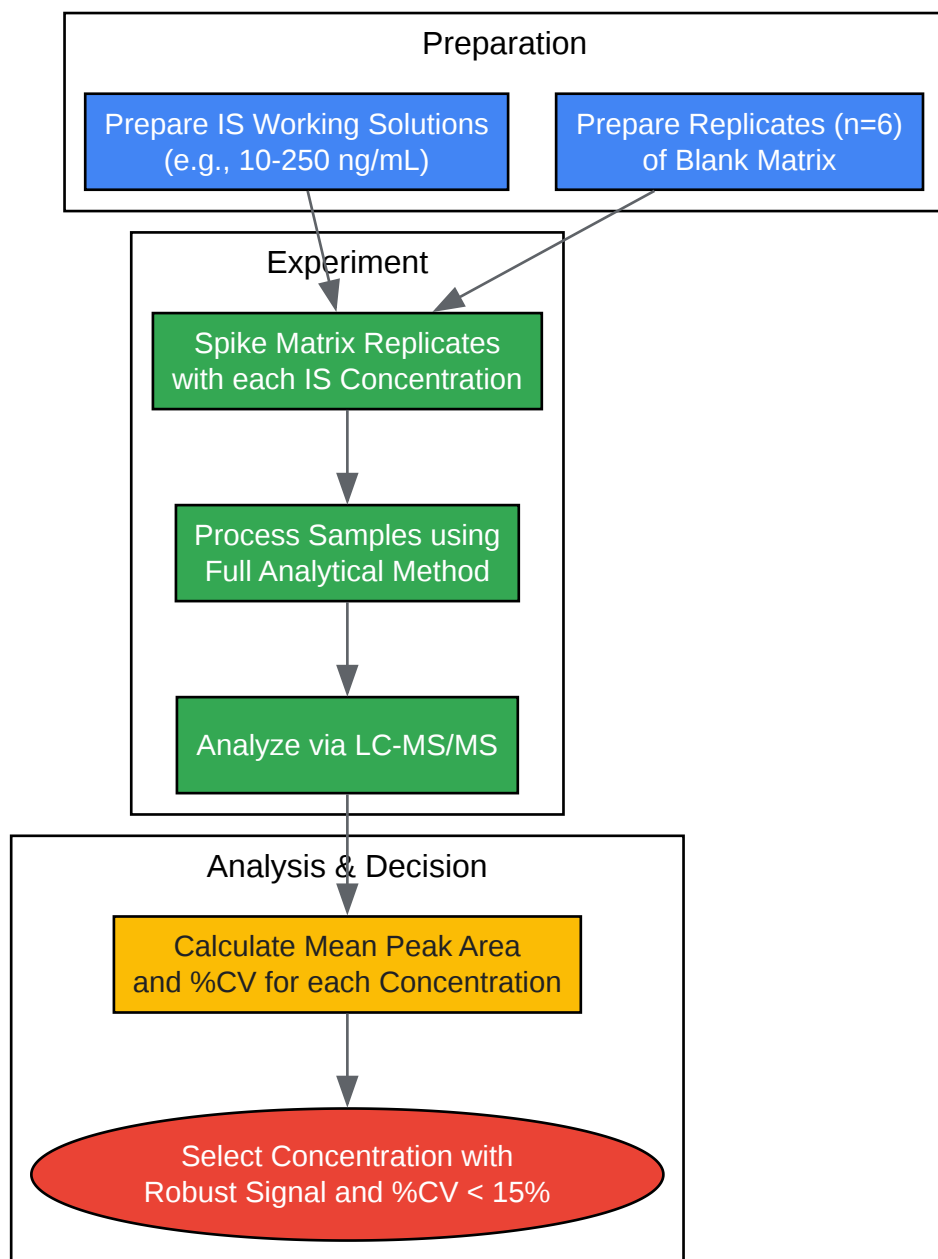 Preparation
Prepare IS Working Solutions
(e.g., 10-250 ng/mL)
Prepare Replicates (n=6)
of Blank Matrix
Experiment
Spike Matrix Replicates
with each IS Concentration
Process Samples using
Full Analytical Method
Analyze via LC-MS/MS
Analysis & Decision
Calculate Mean Peak Area
and %CV for each Concentration
Select Concentration with
Robust Signal and %CV < 15%